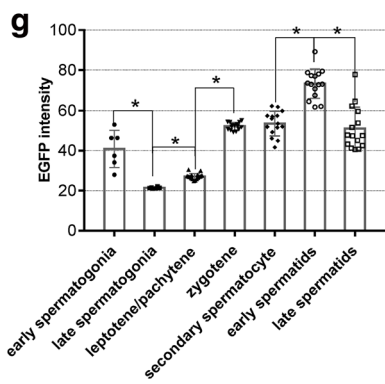 g
EGFP intensity
100
80
60
40
20
0
* * * * *
early spermatogonia
late spermatogonia
leptotene/pachytene
zygotene
secondary spermatocyte
early spermatids
late spermatids